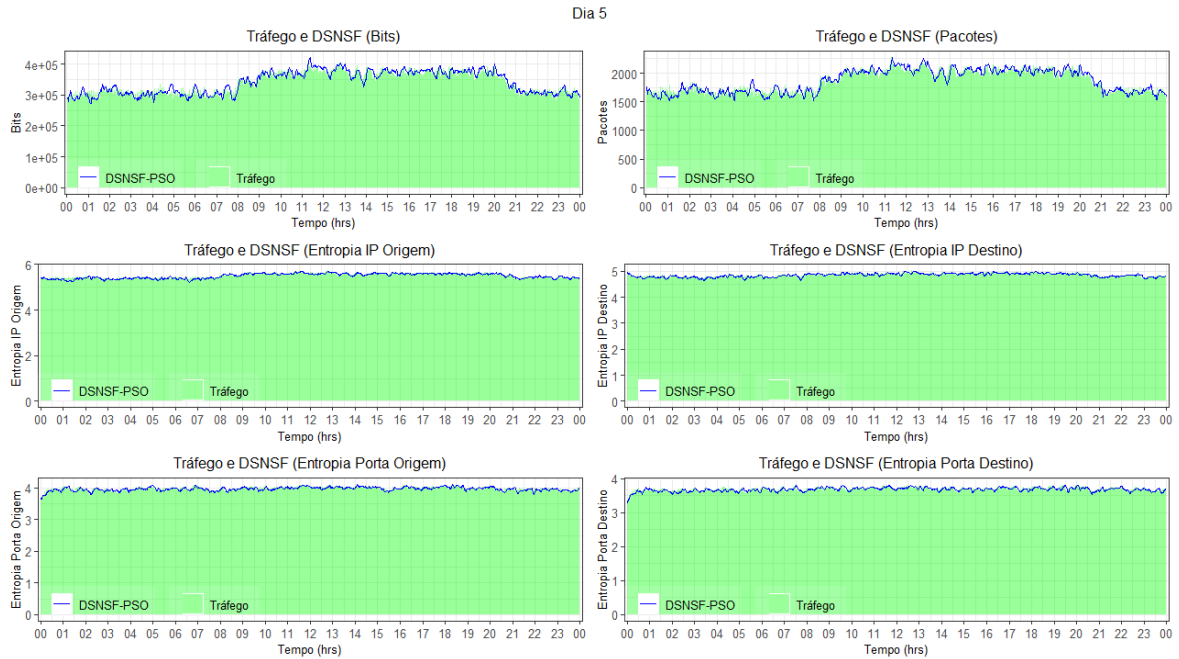 Dia 5
Tráfego e DSNSF (Bits)
Bits
4e+05
3e+05
2e+05
1e+05
0e+00
DSNSF-PSO Tráfego
00 01 02 03 04 05 06 07 08 09 10 11 12 13 14 15 16 17 18 19 20 21 22 23 00
Tempo (hrs)
Tráfego e DSNSF (Pacotes)
Pacotes
2000
1500
1000
500
0
DSNSF-PSO Tráfego
00 01 02 03 04 05 06 07 08 09 10 11 12 13 14 15 16 17 18 19 20 21 22 23 00
Tempo (hrs)
Tráfego e DSNSF (Entropia IP Origem)
Entropia IP Origem
6
4
2
0
DSNSF-PSO Tráfego
00 01 02 03 04 05 06 07 08 09 10 11 12 13 14 15 16 17 18 19 20 21 22 23 00
Tempo (hrs)
Tráfego e DSNSF (Entropia IP Destino)
Entropia IP Destino
5
4
3
2
1
0
DSNSF-PSO Tráfego
00 01 02 03 04 05 06 07 08 09 10 11 12 13 14 15 16 17 18 19 20 21 22 23 00
Tempo (hrs)
Tráfego e DSNSF (Entropia Porta Origem)
Entropia Porta Origem
4
3
2
1
0
DSNSF-PSO Tráfego
00 01 02 03 04 05 06 07 08 09 10 11 12 13 14 15 16 17 18 19 20 21 22 23 00
Tempo (hrs)
Tráfego e DSNSF (Entropia Porta Destino)
Entropia Porta Destino
4
3
2
1
0
DSNSF-PSO Tráfego
00 01 02 03 04 05 06 07 08 09 10 11 12 13 14 15 16 17 18 19 20 21 22 23 00
Tempo (hrs)